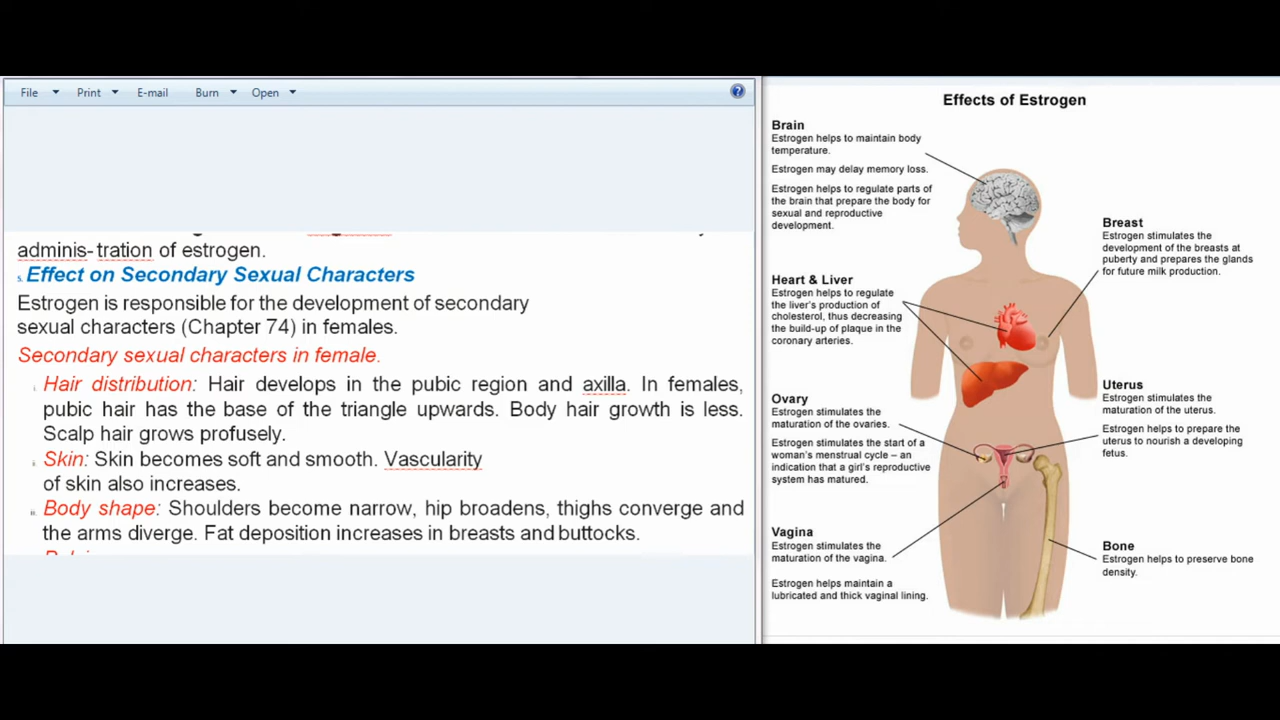 File
Print
E-mail
Burn
Open
adminis- tration of estrogen.
5. Effect on Secondary Sexual Characters
Estrogen is responsible for the development of secondary
sexual characters (Chapter 74) in females.
Secondary sexual characters in female.
i. Hair distribution: Hair develops in the pubic region and axilla. In females,
pubic hair has the base of the triangle upwards. Body hair growth is less.
Scalp hair grows profusely.
Skin: Skin becomes soft and smooth. Vascularity
of skin also increases.
Body shape: Shoulders become narrow, hip broadens, thighs converge and
the arms diverge. Fat deposition increases in breasts and buttocks.
Effects of Estrogen
Brain
Estrogen helps to maintain body
temperature.
Estrogen may delay memory loss.
Estrogen helps to regulate parts of
the brain that prepare the body for
sexual and reproductive
development.
Heart & Liver
Estrogen helps to regulate
the liver's production of
cholesterol, thus decreasing
the build-up of plaque in the
coronary arteries.
Ovary
Estrogen stimulates the
maturation of the ovaries.
Estrogen stimulates the start of a
woman's menstrual cycle – an
indication that a girl's reproductive
system has matured.
Vagina
Estrogen stimulates the
maturation of the vagina.
Estrogen helps maintain a
lubricated and thick vaginal lining.
Breast
Estrogen stimulates the
development of the breasts at
puberty and prepares the glands
for future milk production.
Uterus
Estrogen stimulates the
maturation of the uterus.
Estrogen helps to prepare the
uterus to nourish a developing
fetus.
Bone
Estrogen helps to preserve bone
density.